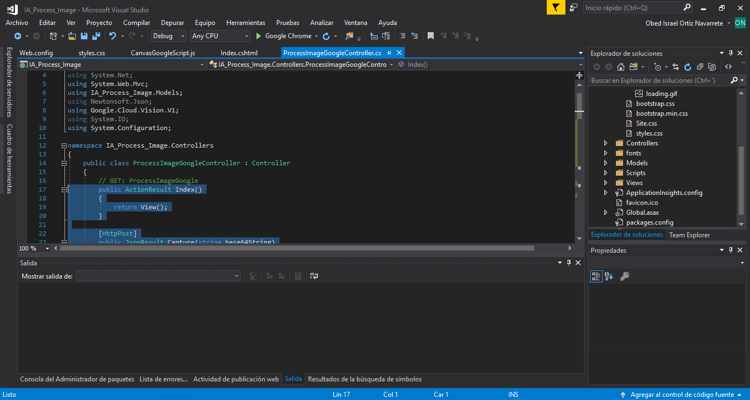 IA_Process_Image - Microsoft Visual Studio
Inicio rápido (Ctrl+Q)
Archivo Editar Ver Proyecto Compilar Depurar Equipo Herramientas Pruebas Analizar Ventana Ayuda
Obed Israel Ortiz Navarrete
ON
Debug Any CPU Google Chrome
Explorador de servidores
Cuadro de herramientas
Web.config styles.css CanvasGoogleScript.js Index.cshtml ProcessImageGoogleController.cs
IA_Process_Image IA_Process_Image.Controllers.ProcessImageGoogleContro Index()
4 using System.Net;
5 using System.Web.Mvc;
6 using IA_Process_Image.Models;
7 using Newtonsoft.Json;
8 using Google.Cloud.Vision.V1;
9 using System.IO;
10 using System.Configuration;
11
12 namespace IA_Process_Image.Controllers
13 {
14 public class ProcessImageGoogleController : Controller
15 {
16 // GET: ProcessImageGoogle
17 public ActionResult Index()
18 {
19 return View();
20 }
21
22 [HttpPost]
23 public JsonResult Capture(string base64String)
100 %
Explorador de soluciones
Buscar en Explorador de soluciones (Ctrl+")
loading.gif
bootstrap.css
bootstrap.min.css
Site.css
styles.css
Controllers
fonts
Models
Scripts
Views
ApplicationInsights.config
favicon.ico
Global.asax
packages.config
Explorador de soluciones Team Explorer
Propiedades
Salida
Mostrar salida de:
Consola del Administrador de paquetes Lista de errores... Actividad de publicación web Salida Resultados de la búsqueda de símbolos
Listo Lín 17 Col 1 Car 1 INS Agregar al control de código fuente